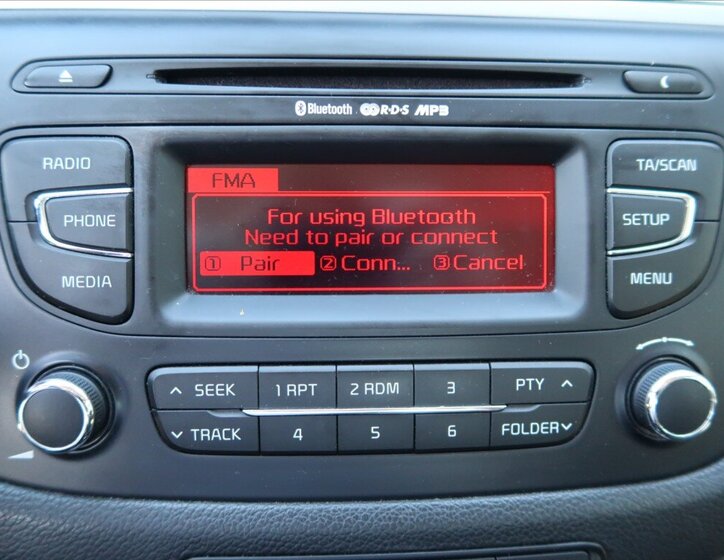 Bluetooth R·D·S MP3
RADIO
TA/SCAN
FMA
For using Bluetooth
Need to pair or connect
① Pair ② Conn... ③ Cancel
PHONE
SETUP
MEDIA
MENU
∧ SEEK 1 RPT 2 RDM 3 PTY ∧
∨ TRACK 4 5 6 FOLDER ∨